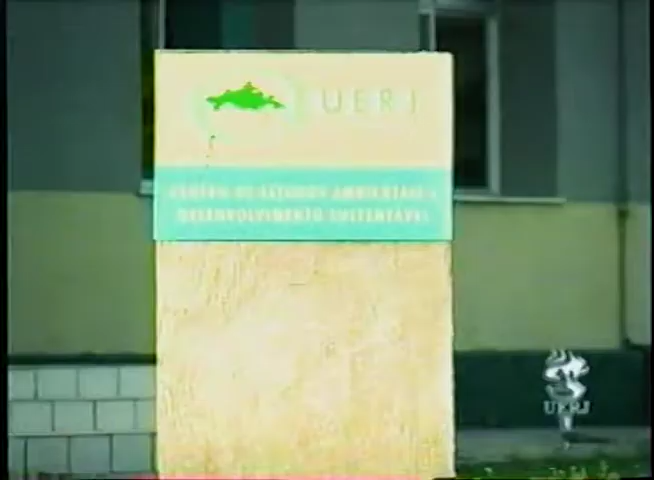 UERJ
CENTRO DE ESTUDOS AMBIENTAIS E
DESENVOLVIMENTO SUSTENTÁVEL
UERJ